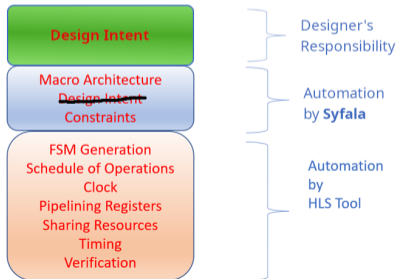 Design Intent
Macro Architecture
Design Intent
Constraints
FSM Generation
Schedule of Operations
Clock
Pipelining Registers
Sharing Resources
Timing
Verification
Designer's
Responsibility
Automation
by Syfala
Automation
by
HLS Tool